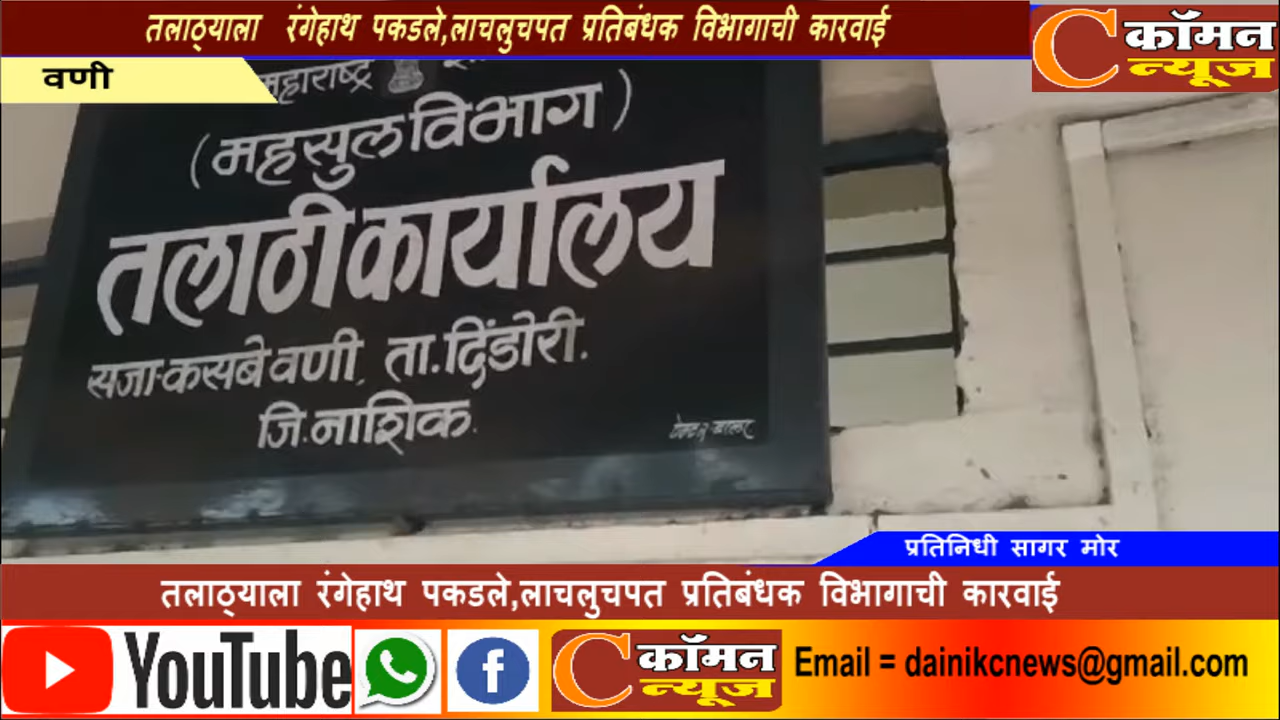 तलाठ्याला रंगेहाथ पकडले,लाचलुचपत प्रतिबंधक विभागाची कारवाई
C कॉमन
न्यूज
वणी
महाराष्ट्र
(महसुल विभाग)
तलाठी कार्यालय
सजा-कसबे वणी. ता.दिंडोरी.
जि.नाशिक.
प्रतिनिधी सागर मोर
तलाठ्याला रंगेहाथ पकडले,लाचलुचपत प्रतिबंधक विभागाची कारवाई
YouTube
C कॉमन
न्यूज
Email = dainikcnews@gmail.com